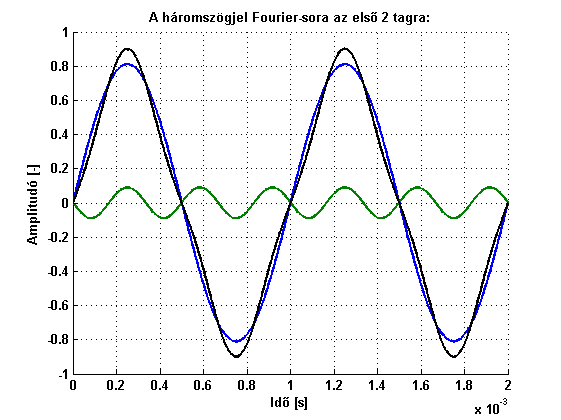 A háromszögjel Fourier-sora az első 2 tagra:
1
0.8
0.6
0.4
0.2
0
-0.2
-0.4
-0.6
-0.8
-1
Amplitudó [-]
0 0.2 0.4 0.6 0.8 1 1.2 1.4 1.6 1.8 2
Idő [s]
x 10⁻³